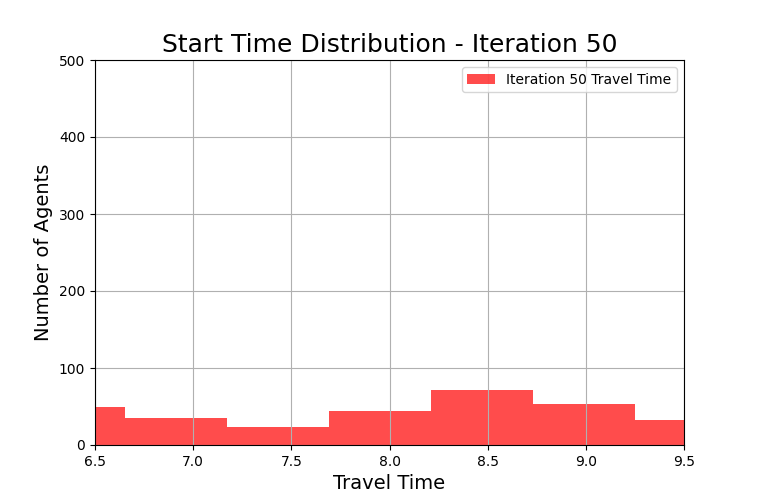 Start Time Distribution - Iteration 50
Iteration 50 Travel Time
Number of Agents
500
400
300
200
100
0
6.5 7.0 7.5 8.0 8.5 9.0 9.5
Travel Time